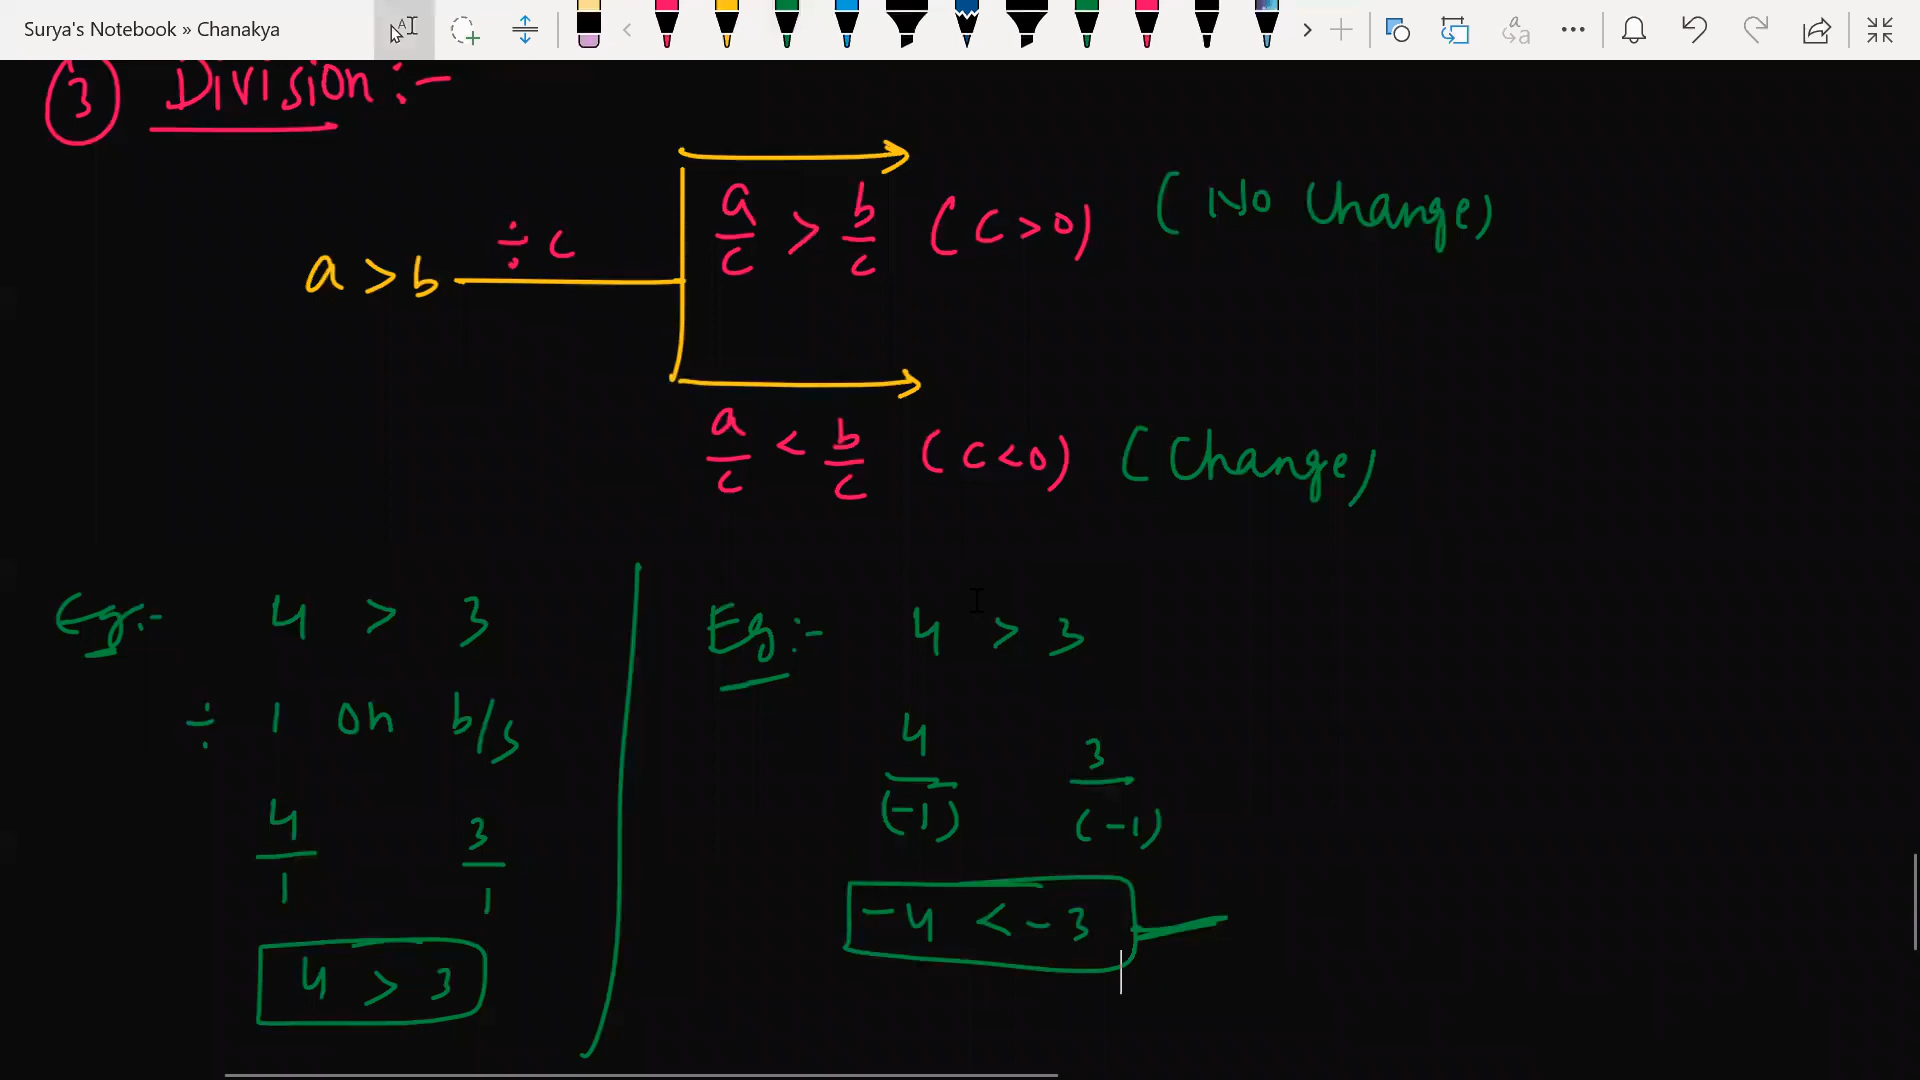 Surya's Notebook » Chanakya
③ Division :-
a > b ÷ c
a/c > b/c (c > 0) (No Change)
a/c < b/c (c < 0) (Change)
Eg:- 4 > 3
÷ 1 on b/s
4/1 3/1
4 > 3
Eg:- 4 > 3
4/(-1) 3/(-1)
-4 < -3